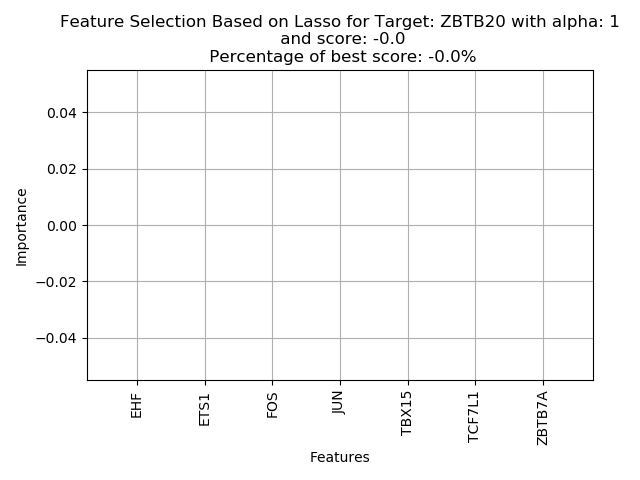 Feature Selection Based on Lasso for Target: ZBTB20 with alpha: 1
and score: -0.0
Percentage of best score: -0.0%
Importance
0.04
0.02
0.00
−0.02
−0.04
EHF
ETS1
FOS
JUN
TBX15
TCF7L1
ZBTB7A
Features